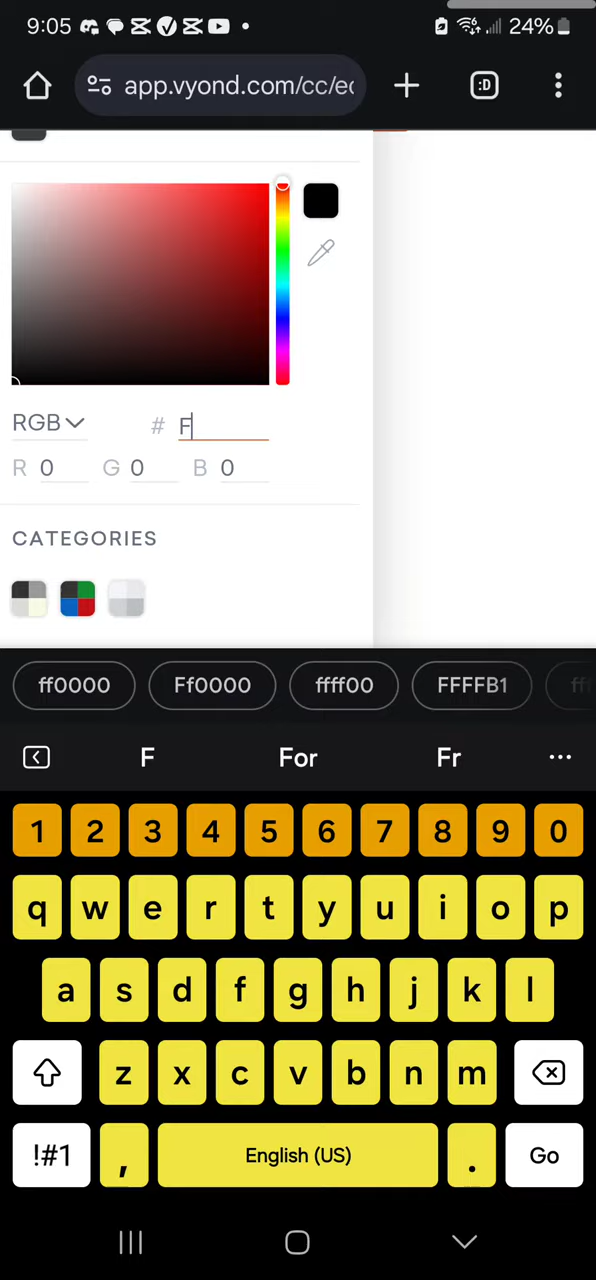 9:05 24%
app.vyond.com/cc/ec :D
RGB # F
R 0 G 0 B 0
CATEGORIES
ff0000 Ff0000 ffff00 FFFFB1 fff
F For Fr ...
1 2 3 4 5 6 7 8 9 0
q w e r t y u i o p
a s d f g h j k l
z x c v b n m
!#1 , English (US) . Go